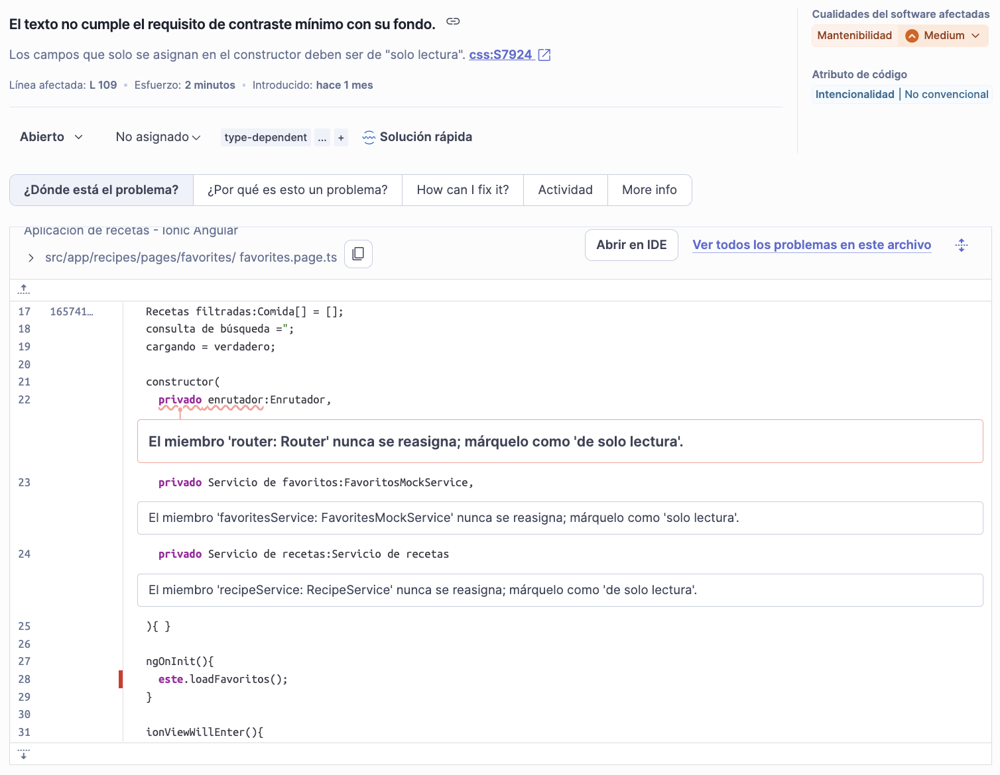 El texto no cumple el requisito de contraste mínimo con su fondo.
Los campos que solo se asignan en el constructor deben ser de "solo lectura". css:S7924
Línea afectada: L 109 • Esfuerzo: 2 minutos • Introducido: hace 1 mes
Cualidades del software afectadas
Mantenibilidad Medium
Atributo de código
Intencionalidad | No convencional
Abierto No asignado type-dependent ... + Solución rápida
¿Dónde está el problema? ¿Por qué es esto un problema? How can I fix it? Actividad More info
Aplicación de recetas - Ionic Angular
src/app/recipes/pages/favorites/ favorites.page.ts
Abrir en IDE Ver todos los problemas en este archivo
17 165741… Recetas filtradas:Comida[] = [];
18 consulta de búsqueda =";
19 cargando = verdadero;
20
21 constructor(
22 privado enrutador:Enrutador,
El miembro 'router: Router' nunca se reasigna; márquelo como 'de solo lectura'.
23 privado Servicio de favoritos:FavoritosMockService,
El miembro 'favoritesService: FavoritesMockService' nunca se reasigna; márquelo como 'solo lectura'.
24 privado Servicio de recetas:Servicio de recetas
El miembro 'recipeService: RecipeService' nunca se reasigna; márquelo como 'de solo lectura'.
25 ){ }
26
27 ngOnInit(){
28 este.loadFavoritos();
29 }
30
31 ionViewWillEnter(){